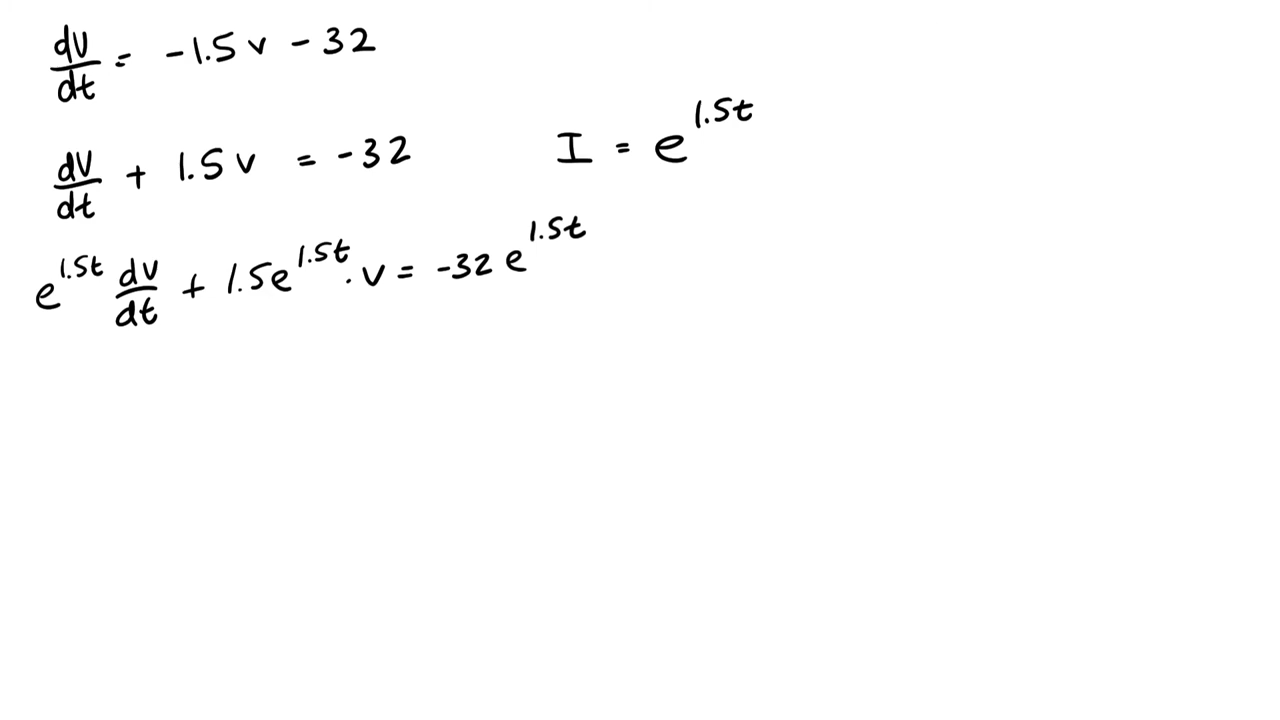 dv/dt = -1.5v - 32
dv/dt + 1.5v = -32 I = e^1.5t
e^1.5t dv/dt + 1.5e^1.5t · v = -32e^1.5t